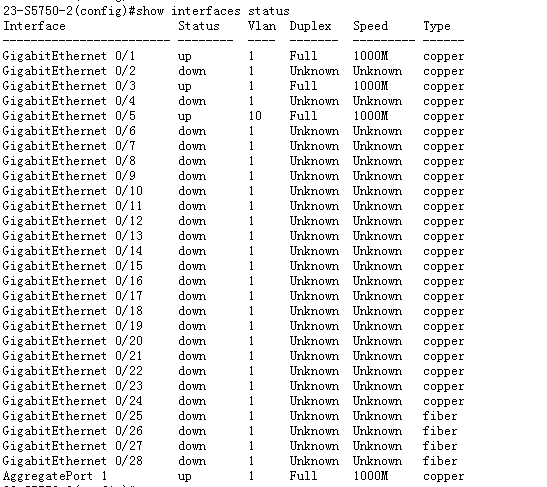 23-S5750-2(config)#show interfaces status
Interface                Status    Vlan  Duplex   Speed     Type
------------------------ --------  ----  -------  --------- ------
GigabitEthernet 0/1      up        1     Full     1000M     copper
GigabitEthernet 0/2      down      1     Unknown  Unknown   copper
GigabitEthernet 0/3      up        1     Full     1000M     copper
GigabitEthernet 0/4      down      1     Unknown  Unknown   copper
GigabitEthernet 0/5      up        10    Full     1000M     copper
GigabitEthernet 0/6      down      1     Unknown  Unknown   copper
GigabitEthernet 0/7      down      1     Unknown  Unknown   copper
GigabitEthernet 0/8      down      1     Unknown  Unknown   copper
GigabitEthernet 0/9      down      1     Unknown  Unknown   copper
GigabitEthernet 0/10     down      1     Unknown  Unknown   copper
GigabitEthernet 0/11     down      1     Unknown  Unknown   copper
GigabitEthernet 0/12     down      1     Unknown  Unknown   copper
GigabitEthernet 0/13     down      1     Unknown  Unknown   copper
GigabitEthernet 0/14     down      1     Unknown  Unknown   copper
GigabitEthernet 0/15     down      1     Unknown  Unknown   copper
GigabitEthernet 0/16     down      1     Unknown  Unknown   copper
GigabitEthernet 0/17     down      1     Unknown  Unknown   copper
GigabitEthernet 0/18     down      1     Unknown  Unknown   copper
GigabitEthernet 0/19     down      1     Unknown  Unknown   copper
GigabitEthernet 0/20     down      1     Unknown  Unknown   copper
GigabitEthernet 0/21     down      1     Unknown  Unknown   copper
GigabitEthernet 0/22     down      1     Unknown  Unknown   copper
GigabitEthernet 0/23     down      1     Unknown  Unknown   copper
GigabitEthernet 0/24     down      1     Unknown  Unknown   copper
GigabitEthernet 0/25     down      1     Unknown  Unknown   fiber
GigabitEthernet 0/26     down      1     Unknown  Unknown   fiber
GigabitEthernet 0/27     down      1     Unknown  Unknown   fiber
GigabitEthernet 0/28     down      1     Unknown  Unknown   fiber
AggregatePort 1          up        1     Full     1000M     copper